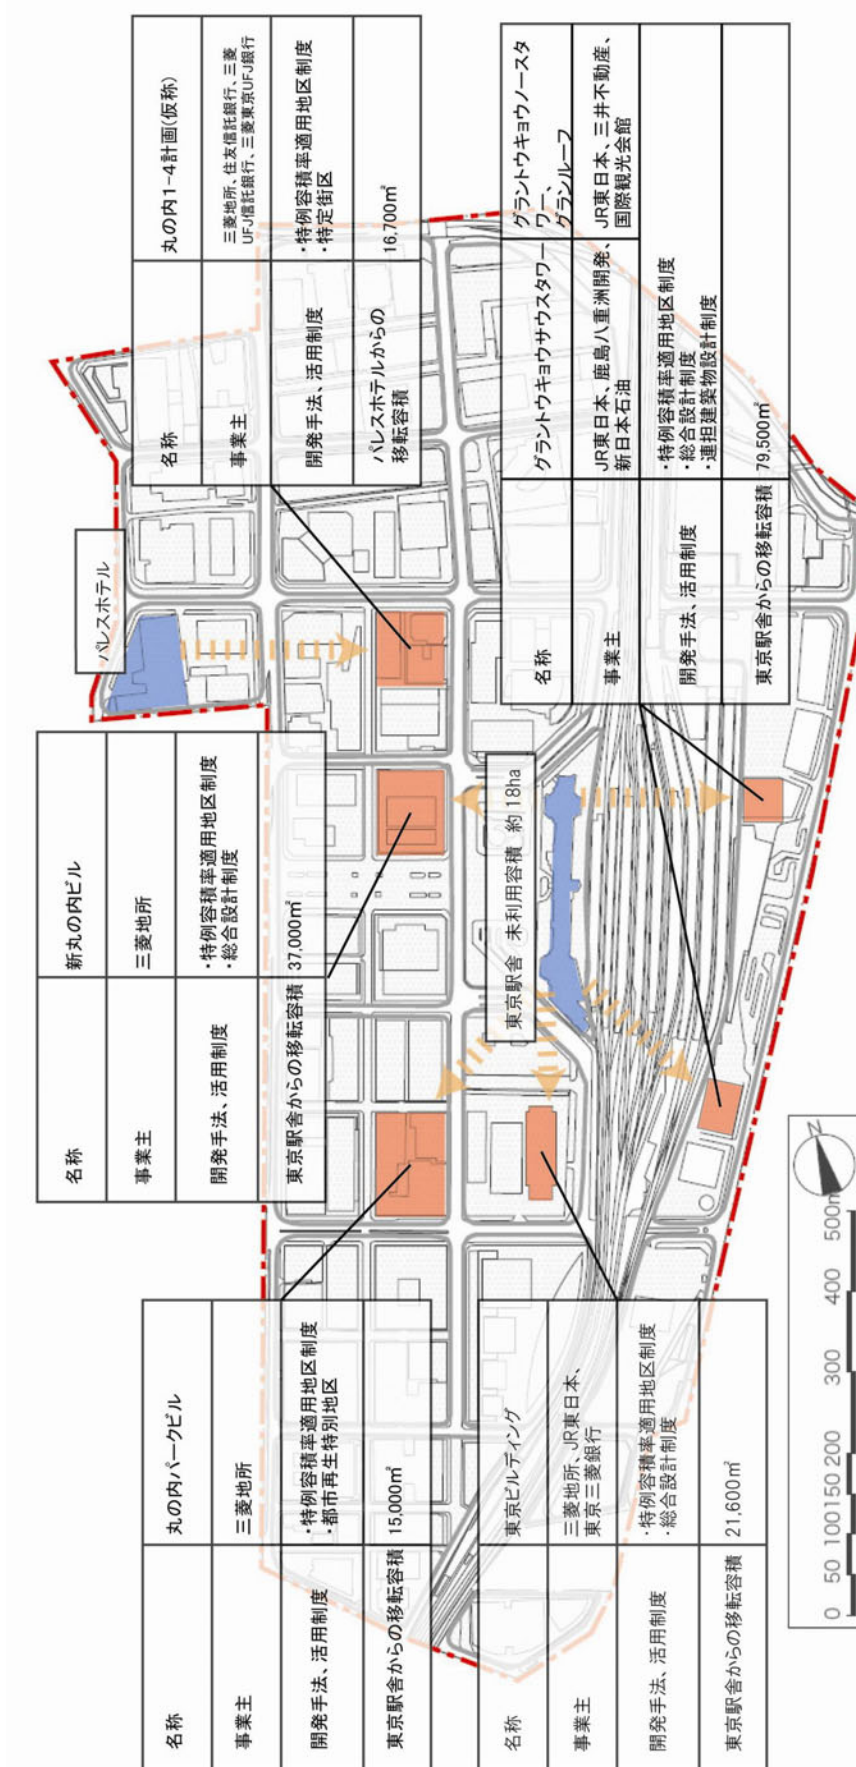 名称
丸の内パークビル
事業主
三菱地所
開発手法、活用制度
・特例容積率適用地区制度
・都市再生特別地区
東京駅舎からの移転容積
15,000㎡
名称
新丸の内ビル
事業主
三菱地所
開発手法、活用制度
・特例容積率適用地区制度
・総合設計制度
東京駅舎からの移転容積
37,000㎡
パレスホテル
名称
丸の内1-4計画(仮称)
事業主
三菱地所、住友信託銀行、三菱
UFJ信託銀行、三菱東京UFJ銀行
開発手法、活用制度
・特例容積率適用地区制度
・特定街区
パレスホテルからの
移転容積
16,700㎡
東京駅舎 未利用容積 約18ha
名称
東京ビルディング
事業主
三菱地所、JR東日本、
東京三菱銀行
開発手法、活用制度
・特例容積率適用地区制度
・総合設計制度
東京駅舎からの移転容積
21,600㎡
名称
グラントウキョウサウスタワー
グラントウキョウノースタ
ワー、
グランルーフ
事業主
JR東日本、鹿島八重洲開発、
新日本石油
JR東日本、三井不動産、
国際観光会館
開発手法、活用制度
・特例容積率適用地区制度
・総合設計制度
・連担建築物設計制度
東京駅舎からの移転容積
79,500㎡
0 50 100 150 200 300 400 500m
N